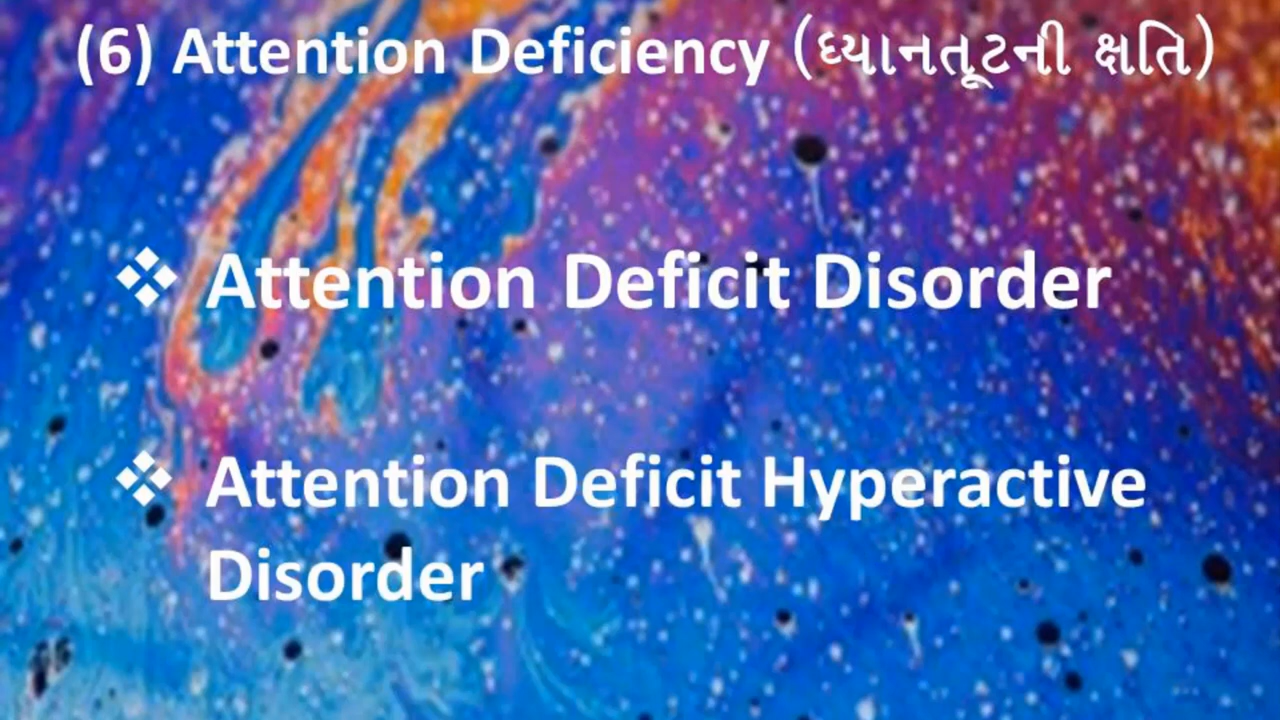 (6) Attention Deficiency (ધ્યાનતૂટની ક્ષતિ)
❖ Attention Deficit Disorder
❖ Attention Deficit Hyperactive
Disorder